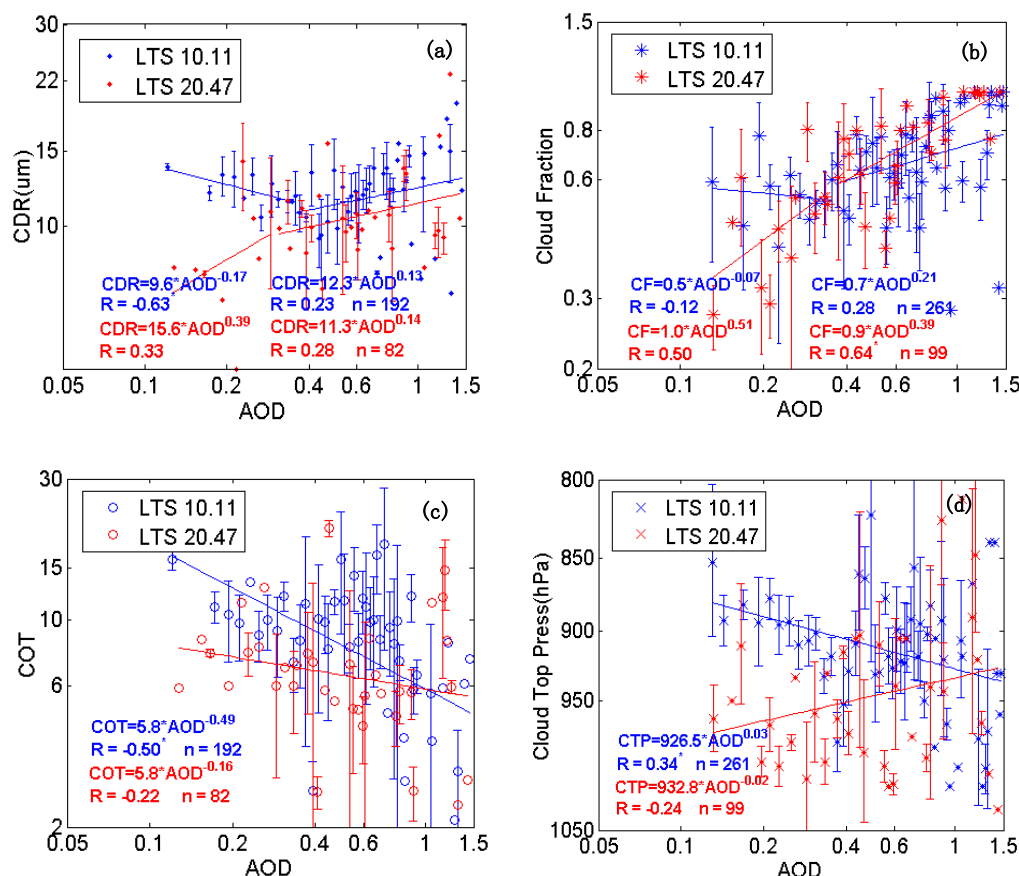 30
22
15
10
CDR(um)
LTS 10.11
LTS 20.47
(a)
CDR=9.6*AOD-0.17
R = -0.63*
CDR=12.3*AOD0.13
R = 0.23 n = 192
CDR=15.6*AOD0.39
R = 0.33
CDR=11.3*AOD0.14
R = 0.28 n = 82
0.05 0.1 0.2 0.4 0.6 1 1.5
AOD
1.5
0.8
0.6
0.3
0.2
Cloud Fraction
LTS 10.11
LTS 20.47
(b)
CF=0.5*AOD-0.07
R = -0.12
CF=0.7*AOD0.21
R = 0.28 n = 264
CF=1.0*AOD0.51
R = 0.50
CF=0.9*AOD0.39
R = 0.64* n = 99
0.05 0.1 0.2 0.4 0.6 1 1.5
AOD
30
15
10
6
2
COT
LTS 10.11
LTS 20.47
(c)
COT=5.8*AOD-0.49
R = -0.50* n = 192
COT=5.8*AOD-0.16
R = -0.22 n = 82
0.05 0.1 0.2 0.4 0.6 1 1.5
AOD
800
850
900
950
1050
Cloud Top Press(hPa)
LTS 10.11
LTS 20.47
(d)
CTP=926.5*AOD0.03
R = 0.34* n = 261
CTP=932.8*AOD-0.02
R = -0.24 n = 99
0.05 0.1 0.2 0.4 0.6 1 1.5
AOD